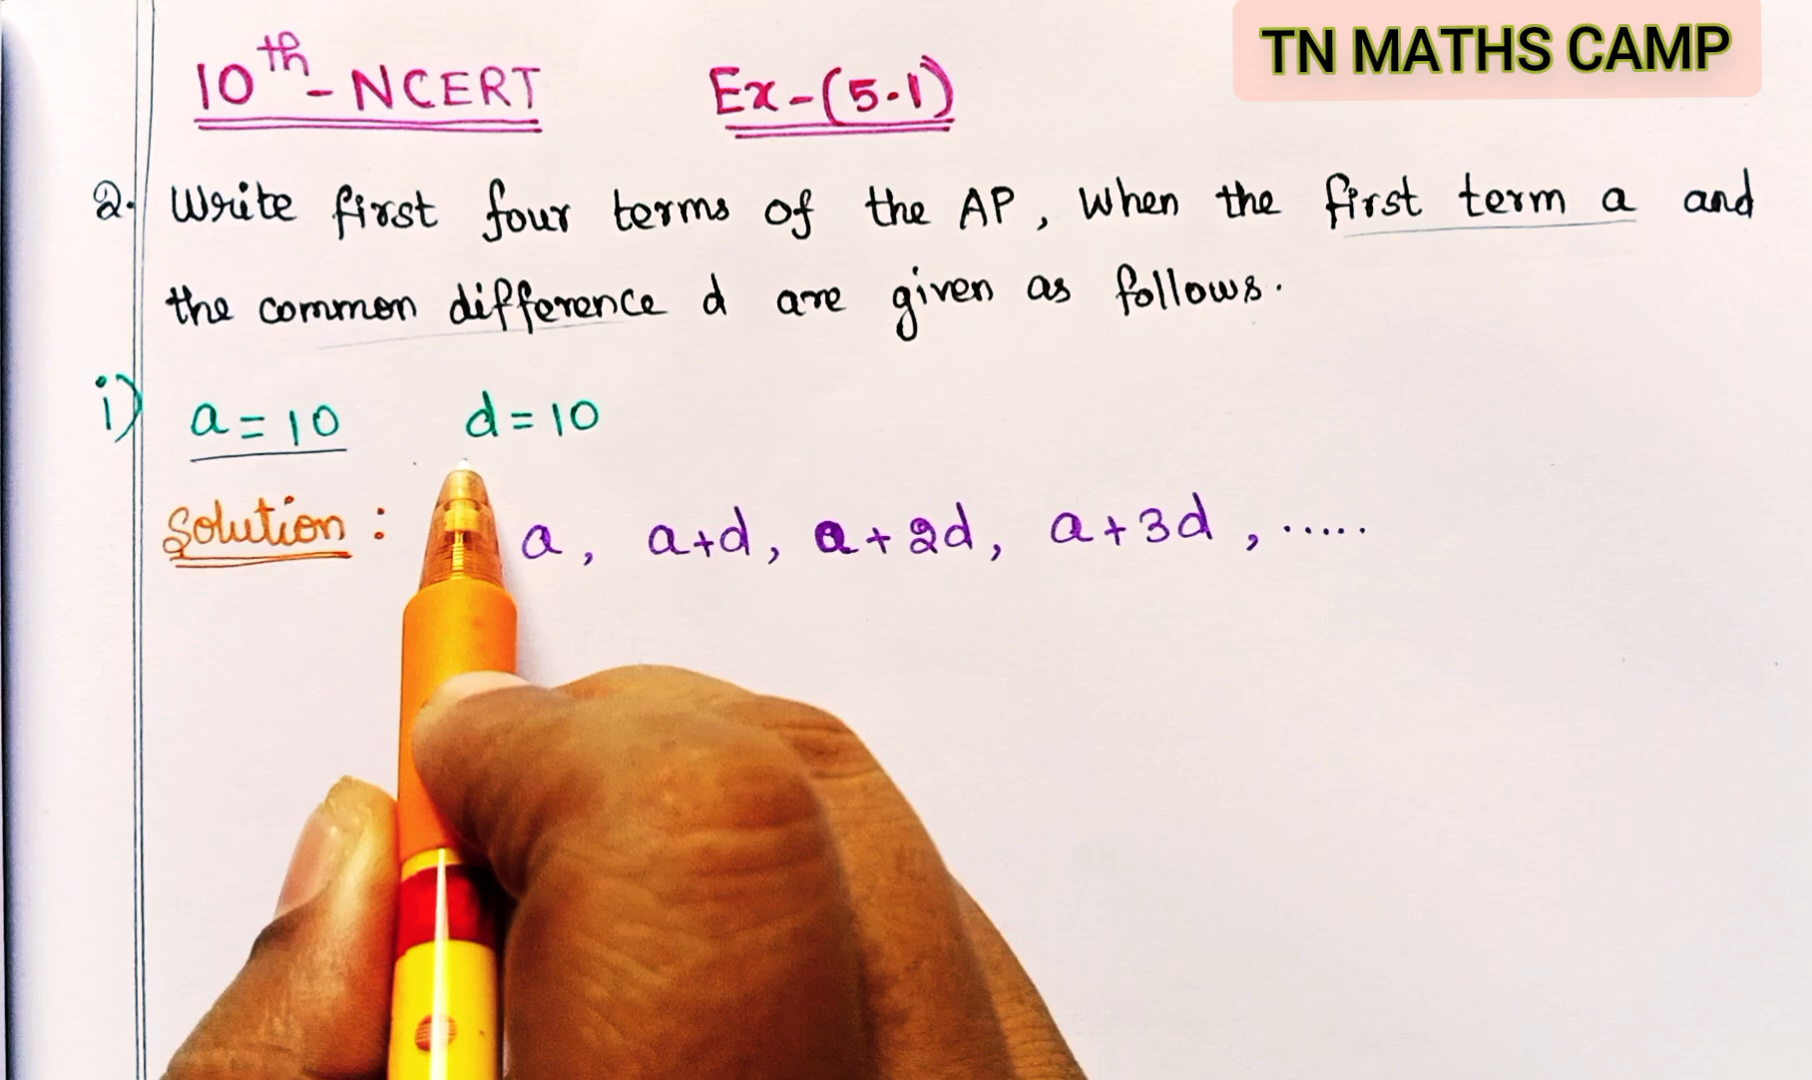 TN MATHS CAMP
10th - NCERT Ex-(5.1)
2. Write first four terms of the AP, when the first term a and
the common difference d are given as follows.
i) a = 10 d = 10
Solution : a, a+d, a+2d, a+3d, .....